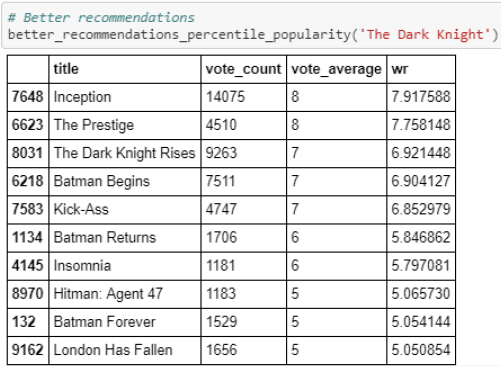 # Better recommendations
better_recommendations_percentile_popularity('The Dark Knight')
title vote_count vote_average wr
7648 Inception 14075 8 7.917588
6623 The Prestige 4510 8 7.758148
8031 The Dark Knight Rises 9263 7 6.921448
6218 Batman Begins 7511 7 6.904127
7583 Kick-Ass 4747 7 6.852979
1134 Batman Returns 1706 6 5.846862
4145 Insomnia 1181 6 5.797081
8970 Hitman: Agent 47 1183 5 5.065730
132 Batman Forever 1529 5 5.054144
9162 London Has Fallen 1656 5 5.050854